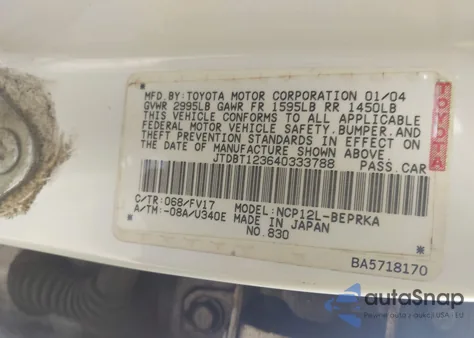 MFD.BY:TOYOTA MOTOR CORPORATION 01/04
GVWR 2995LB GAWR FR 1595LB RR 1450LB
THIS VEHICLE CONFORMS TO ALL APPLICABLE
FEDERAL MOTOR VEHICLE SAFETY, BUMPER, AND
THEFT PREVENTION STANDARDS IN EFFECT ON
THE DATE OF MANUFACTURE SHOWN ABOVE.
JTDBT123640333788 PASS.CAR
TOYOTA
C/TR:068/FV17 MODEL:NCP12L-BEPRKA
A/TM:-08A/U340E MADE IN JAPAN
NO.830
BA5718170
autoSnap